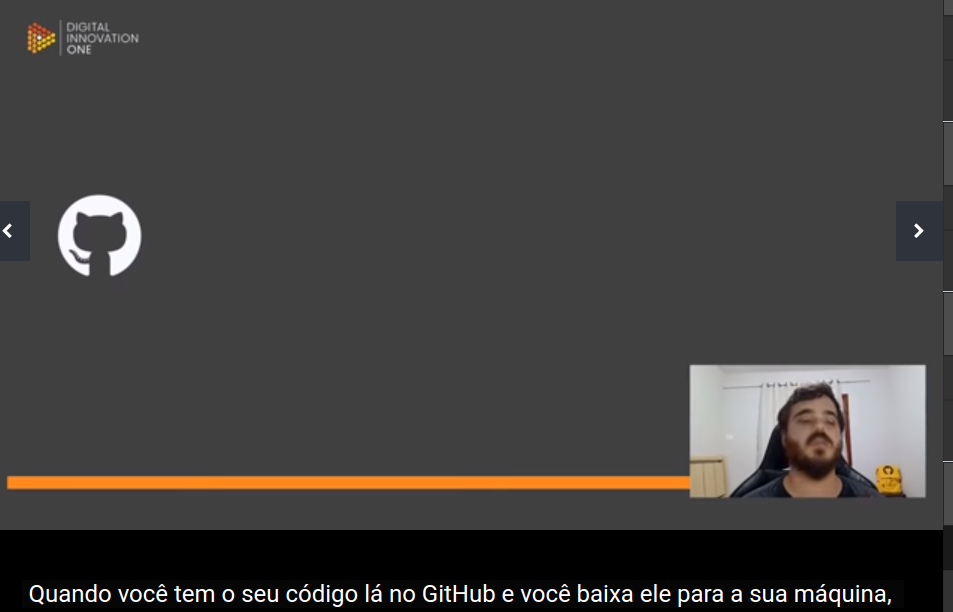 DIGITAL
INNOVATION
ONE
Quando você tem o seu código lá no GitHub e você baixa ele para a sua máquina,